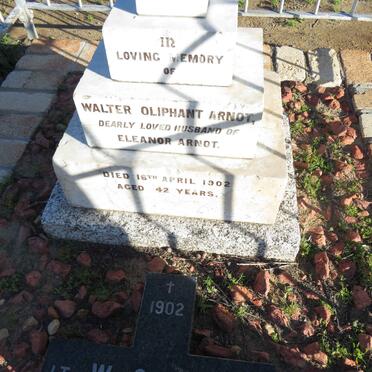 IN
LOVING MEMORY
OF
WALTER OLIPHANT ARNOT,
DEARLY LOVED HUSBAND OF
ELEANOR ARNOT.
DIED 16TH APRIL 1902
AGED 42 YEARS.
1902
LT W